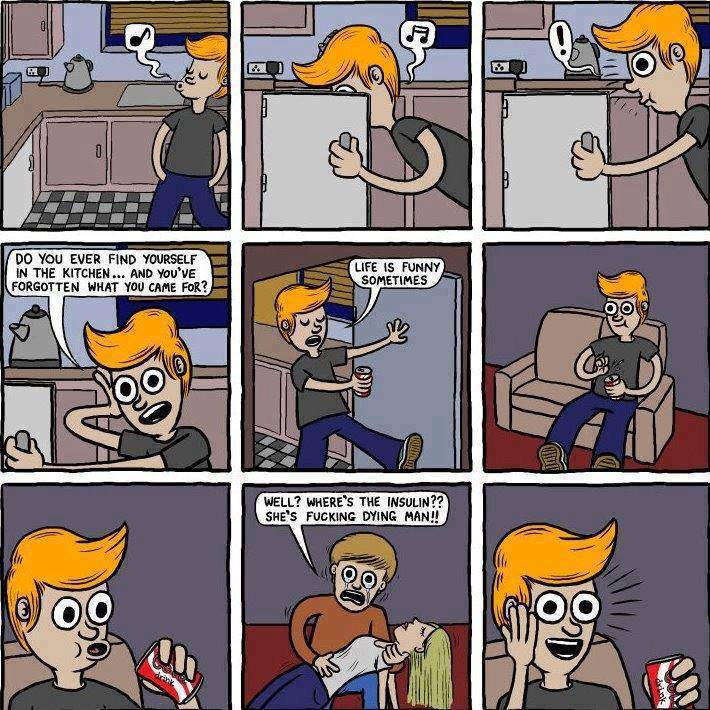 DO YOU EVER FIND YOURSELF
IN THE KITCHEN... AND YOU'VE
FORGOTTEN WHAT YOU CAME FOR?
LIFE IS FUNNY
SOMETIMES
drink
WELL? WHERE'S THE INSULIN??
SHE'S FUCKING DYING MAN!!
drink
!